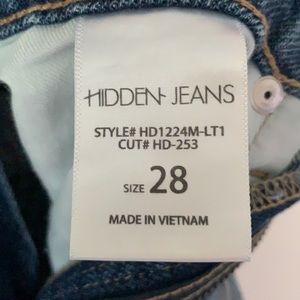 HIDDEN JEANS
STYLE# HD1224M-LT1
CUT# HD-253
SIZE 28
MADE IN VIETNAM